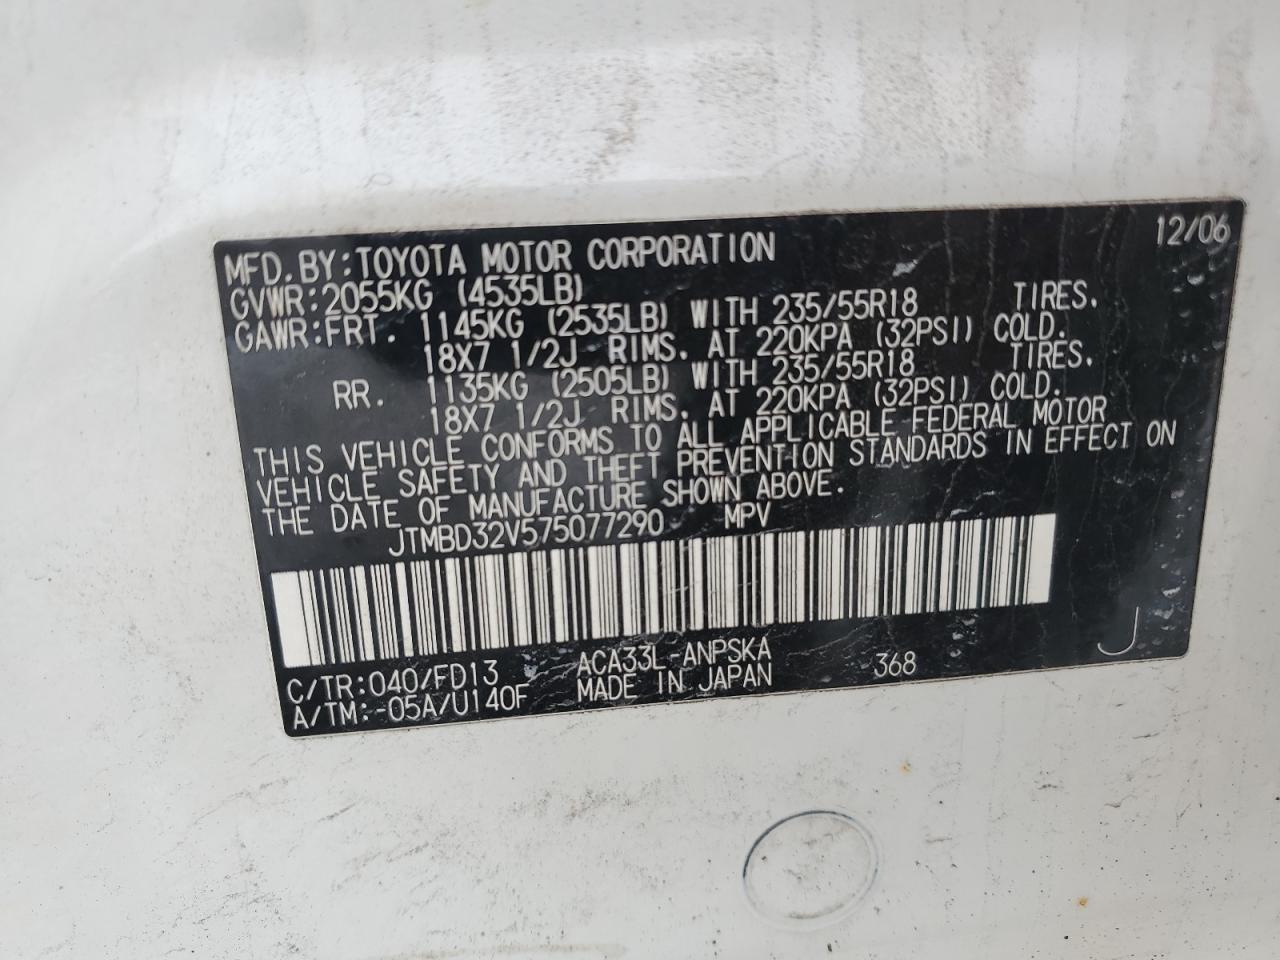 12/06
MFD. BY: TOYOTA MOTOR CORPORATION
GVWR: 2055KG (4535LB)
GAWR: FRT. 1145KG (2535LB) WITH 235/55R18 TIRES.
18X7 1/2J RIMS. AT 220KPA (32PSI) COLD.
RR. 1135KG (2505LB) WITH 235/55R18 TIRES.
18X7 1/2J RIMS. AT 220KPA (32PSI) COLD.
THIS VEHICLE CONFORMS TO ALL APPLICABLE FEDERAL MOTOR
VEHICLE SAFETY AND THEFT PREVENTION STANDARDS IN EFFECT ON
THE DATE OF MANUFACTURE SHOWN ABOVE.
JTMBD32V575077290 MPV
C/TR: 040/FD13 ACA33L-ANPSKA 368
A/TM: -05A/U140F MADE IN JAPAN
J